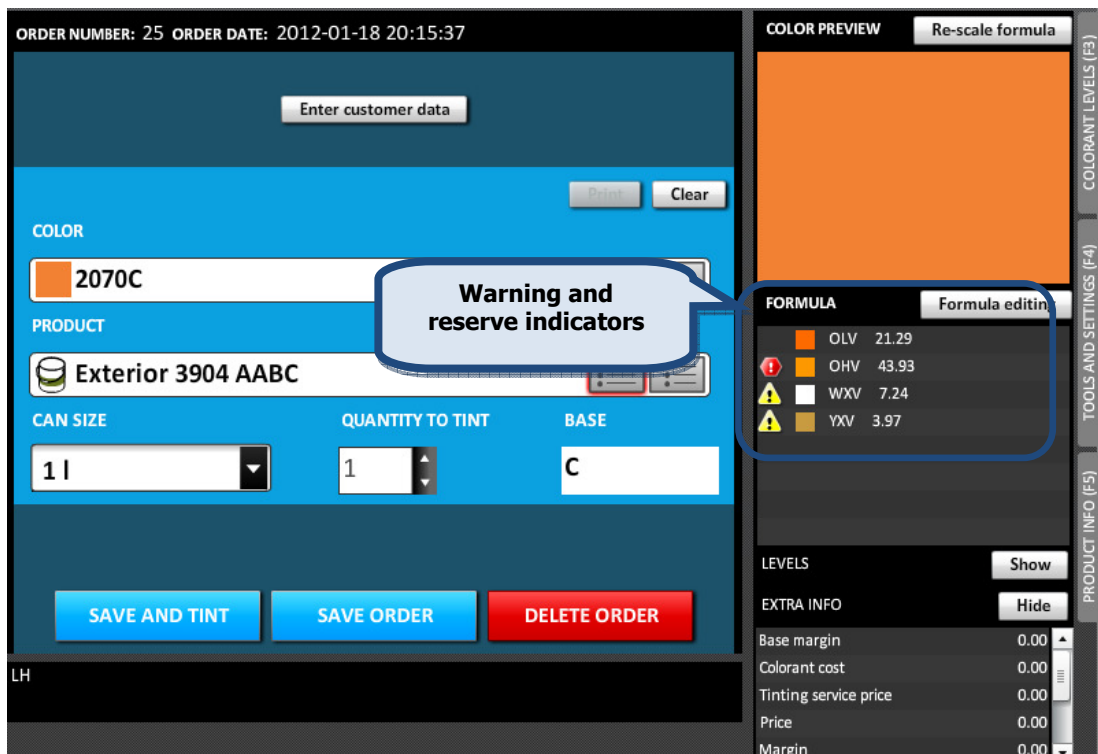 ORDER NUMBER: 25 ORDER DATE: 2012-01-18 20:15:37
Enter customer data
Print Clear
COLOR
2070C
PRODUCT
Exterior 3904 AABC
CAN SIZE QUANTITY TO TINT BASE
1 l 1 C
SAVE AND TINT SAVE ORDER DELETE ORDER
LH
Warning and
reserve indicators
COLOR PREVIEW Re-scale formula
FORMULA Formula editing
OLV 21.29
OHV 43.93
WXV 7.24
YXV 3.97
LEVELS Show
EXTRA INFO Hide
Base margin 0.00
Colorant cost 0.00
Tinting service price 0.00
Price 0.00
Margin 0.00
COLORANT LEVELS (F3)
TOOLS AND SETTINGS (F4)
PRODUCT INFO (F5)